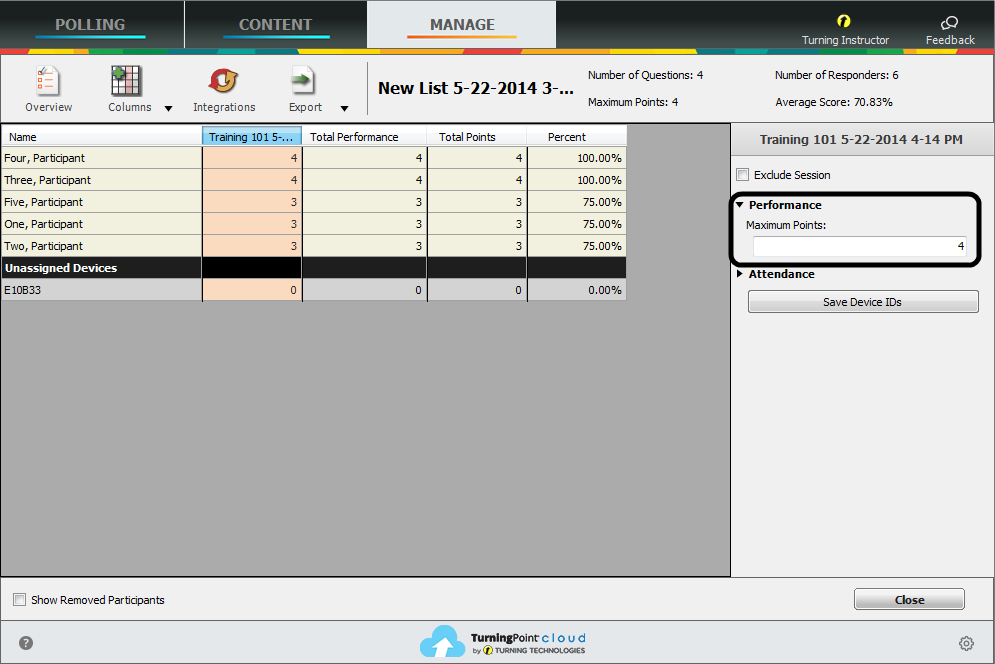 POLLING CONTENT MANAGE
Turning Instructor Feedback
Overview Columns Integrations Export
New List 5-22-2014 3-...
Number of Questions: 4 Number of Responders: 6
Maximum Points: 4 Average Score: 70.83%
Name Training 101 5-... Total Performance Total Points Percent
Four, Participant 4 4 4 100.00%
Three, Participant 4 4 4 100.00%
Five, Participant 3 3 3 75.00%
One, Participant 3 3 3 75.00%
Two, Participant 3 3 3 75.00%
Unassigned Devices
E10B33 0 0 0 0.00%
Training 101 5-22-2014 4-14 PM
Exclude Session
Performance
Maximum Points:
4
Attendance
Save Device IDs
Show Removed Participants Close
?
TurningPoint cloud
by TURNING TECHNOLOGIES